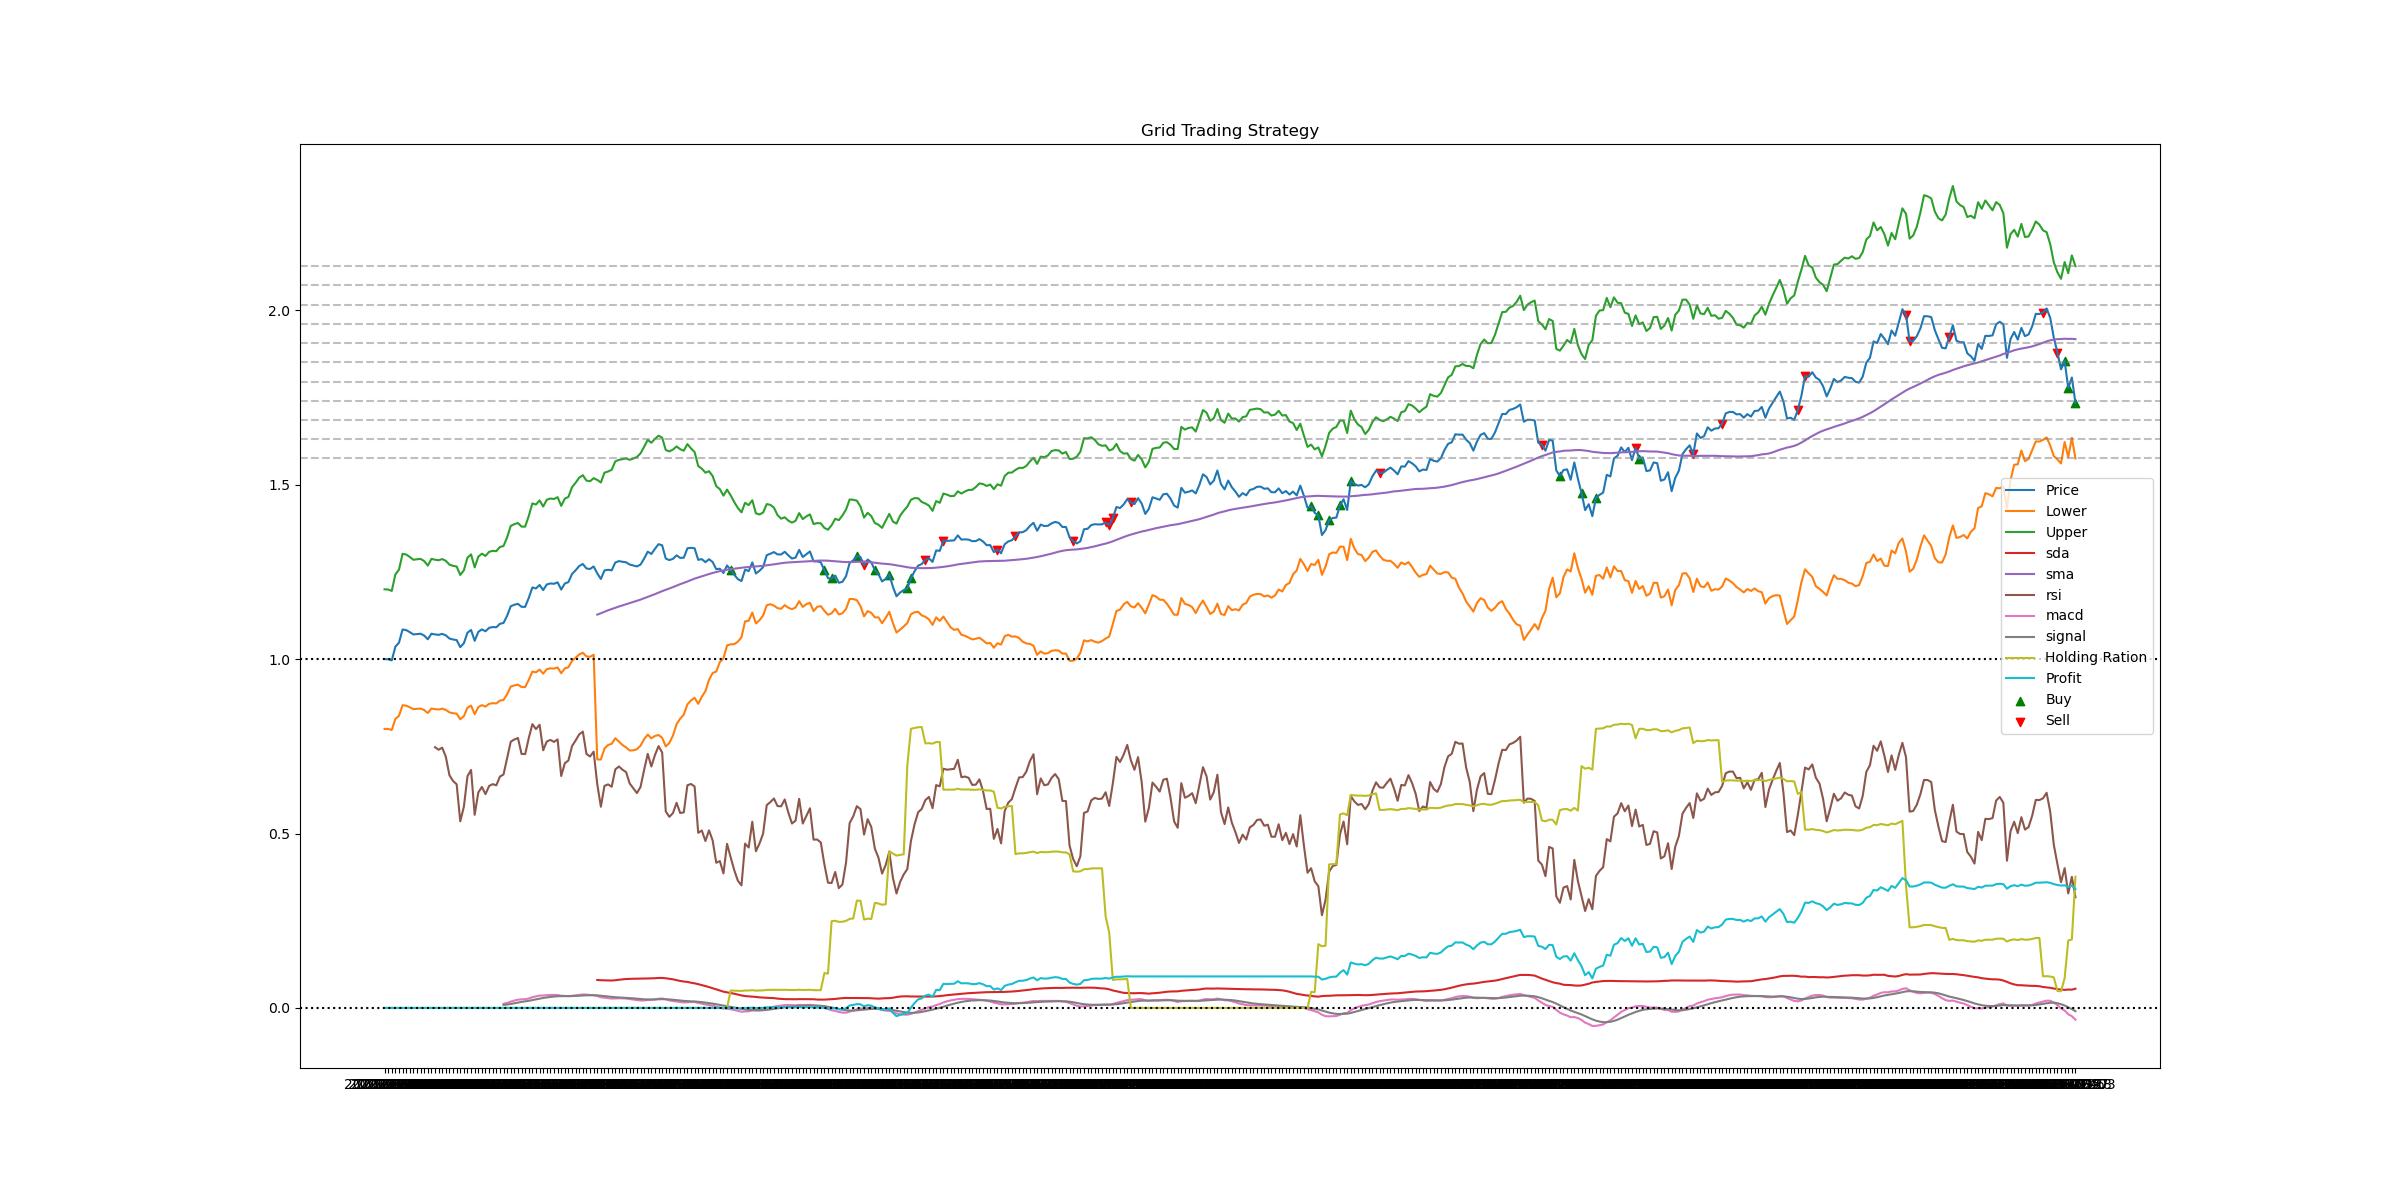 Grid Trading Strategy
2.0
1.5
1.0
0.5
0.0
Price
Lower
Upper
sda
sma
rsi
macd
signal
Holding Ration
Profit
Buy
Sell